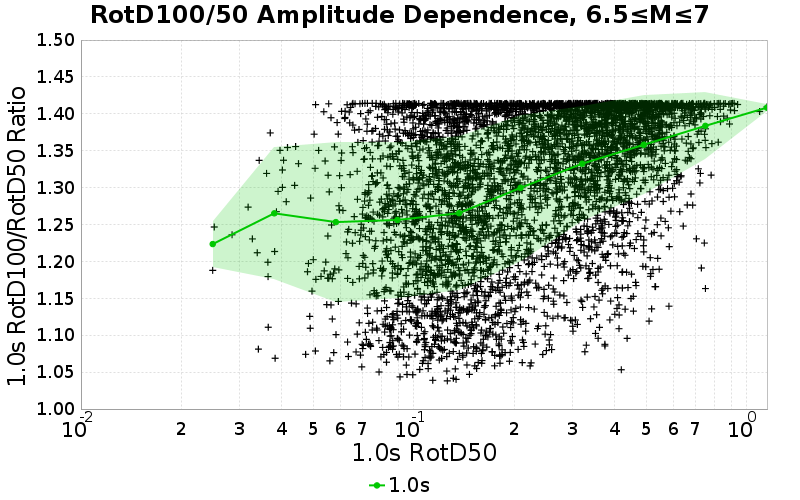 RotD100/50 Amplitude Dependence, 6.5≤M≤7
1.50
1.45
1.40
1.35
1.30
1.25
1.20
1.15
1.10
1.05
1.00
1.0s RotD100/RotD50 Ratio
10-2 2 3 4 5 6 7 10-1 2 3 4 5 6 7 100
1.0s RotD50
1.0s